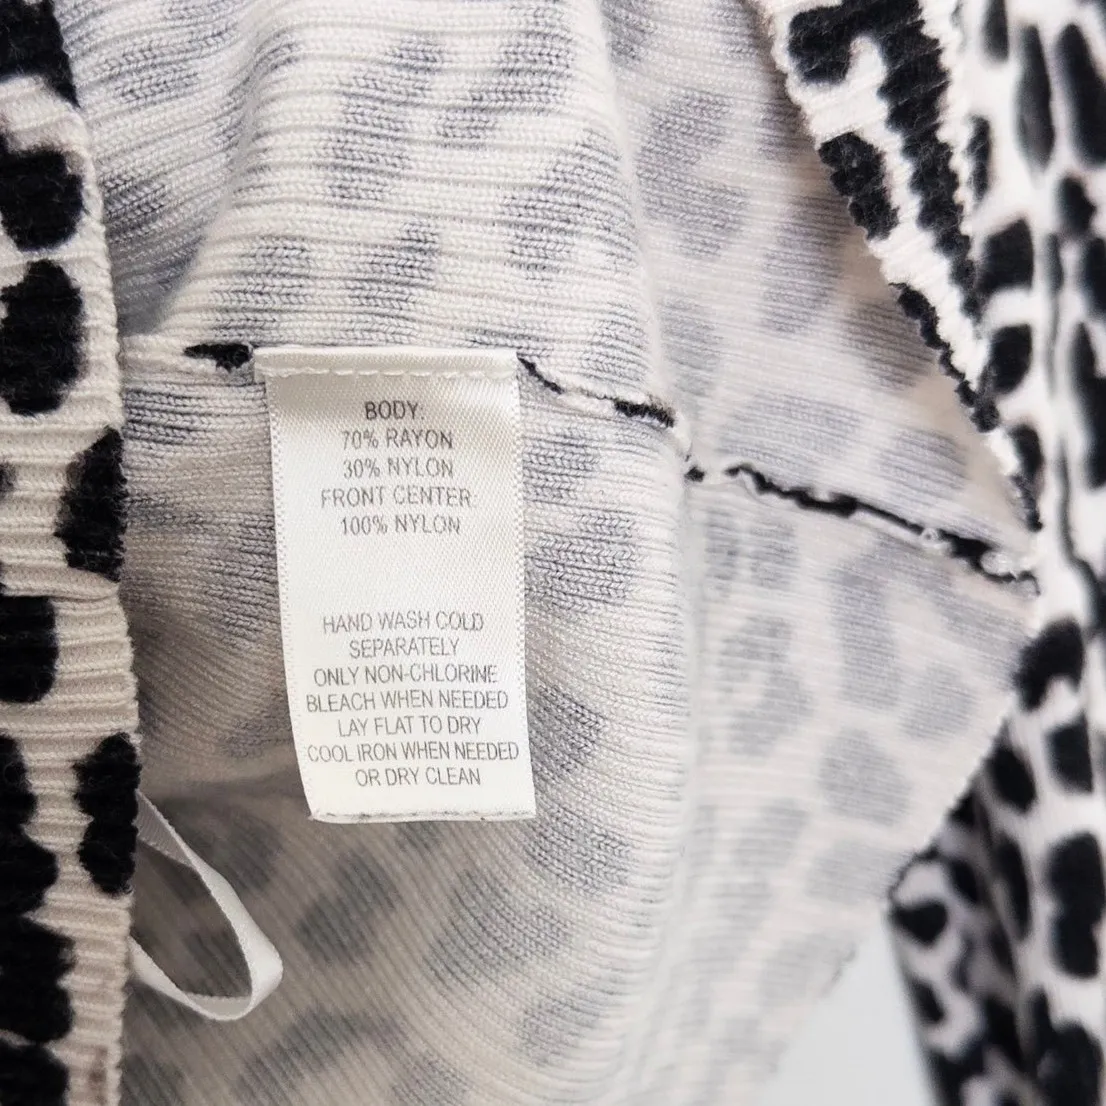 BODY:
70% RAYON
30% NYLON
FRONT CENTER
100% NYLON
HAND WASH COLD
SEPARATELY
ONLY NON-CHLORINE
BLEACH WHEN NEEDED
LAY FLAT TO DRY
COOL IRON WHEN NEEDED
OR DRY CLEAN